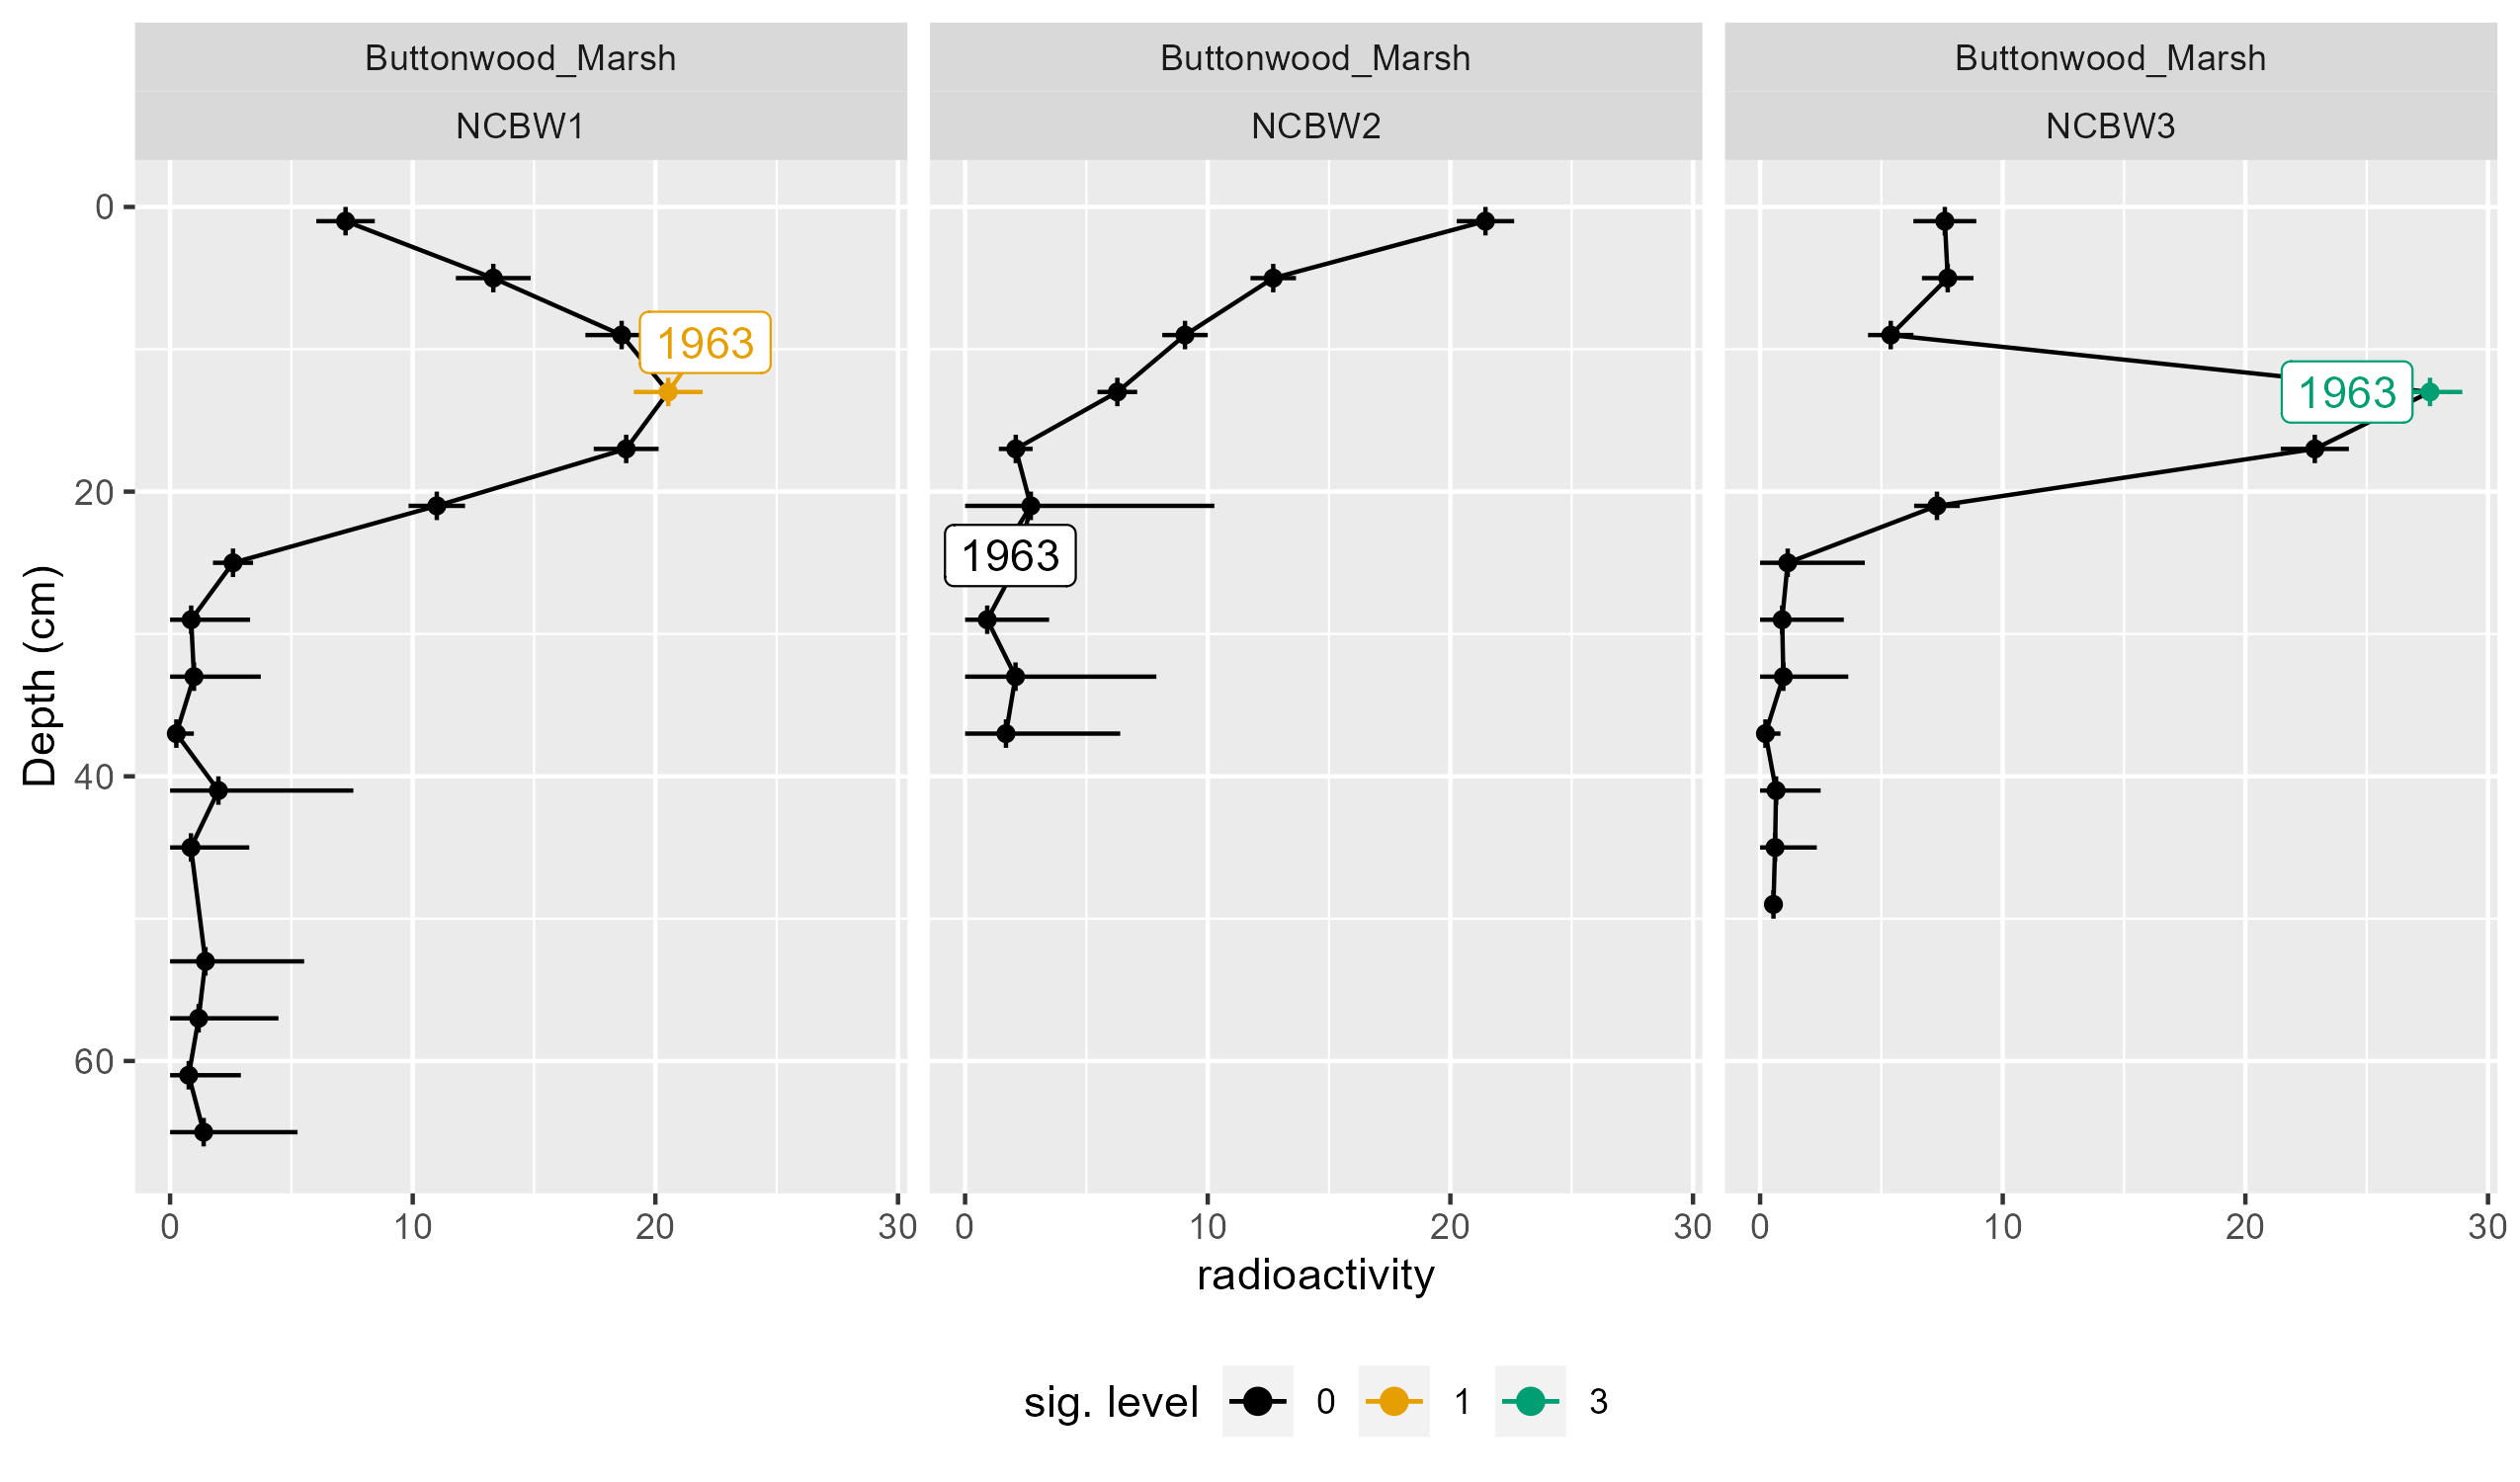 Buttonwood_Marsh Buttonwood_Marsh Buttonwood_Marsh
NCBW1 NCBW2 NCBW3
0
1963
1963
20
1963
Depth (cm)
40
60
0 10 20 30 0 10 20 30 0 10 20 30
radioactivity
sig. level 0 1 3